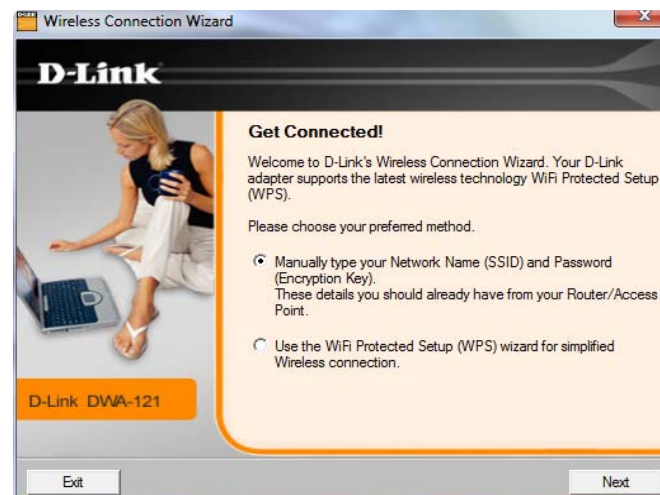 Wireless Connection Wizard
D-Link
Get Connected!
Welcome to D-Link's Wireless Connection Wizard. Your D-Link
adapter supports the latest wireless technology WiFi Protected Setup
(WPS).
Please choose your preferred method.
Manually type your Network Name (SSID) and Password
(Encryption Key).
These details you should already have from your Router/Access
Point.
Use the WiFi Protected Setup (WPS) wizard for simplified
Wireless connection.
D-Link DWA-121
Exit
Next